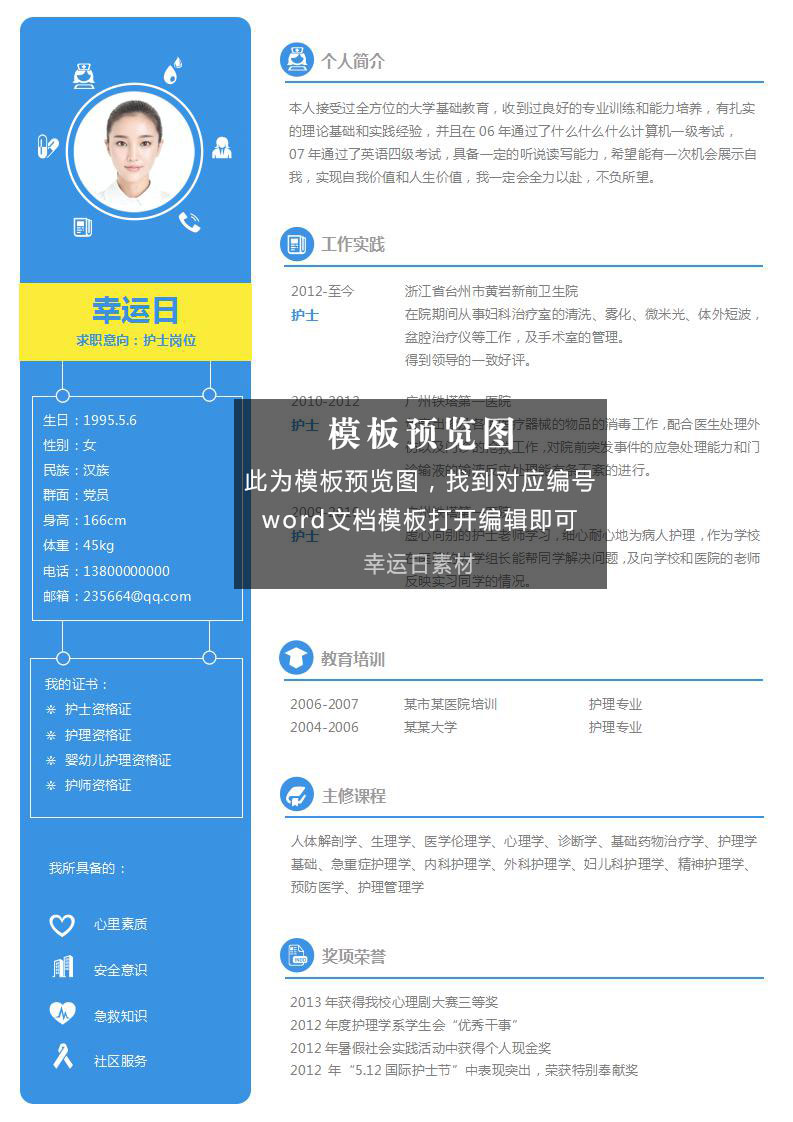 幸运日
求职意向：护士岗位
生日：1995.5.6
性别：女
民族：汉族
群面：党员
身高：166cm
体重：45kg
电话：13800000000
邮箱：235664@qq.com
我的证书：
护士资格证
护理资格证
婴幼儿护理资格证
护师资格证
我所具备的：
心里素质
安全意识
急救知识
社区服务
个人简介
本人接受过全方位的大学基础教育，收到过良好的专业训练和能力培养，有扎实
的理论基础和实践经验，并且在 06 年通过了什么什么什么计算机一级考试，
07 年通过了英语四级考试，具备一定的听说读写能力，希望能有一次机会展示自
我，实现自我价值和人生价值，我一定会全力以赴，不负所望。
工作实践
2012-至今
浙江省台州市黄岩新前卫生院
护士
在院期间从事妇科治疗室的清洗、雾化、微米光、体外短波，
盆腔治疗仪等工作，及手术室的管理。
得到领导的一致好评。
2010-2012
广州铁塔第一医院
护士
疗器械的物品的消毒工作，配合医生处理外
工作，对院前突发事件的应急处理能力和门
的进行。
模板预览图
此为模板预览图，找到对应编号
word文档模板打开编辑即可
幸运日素材
护士
虚心向别的护士老师学习，细心耐心地为病人护理，作为学校
学组长能帮同学解决问题，及向学校和医院的老师
反映实习同学的情况。
教育培训
2006-2007 某市某医院培训 护理专业
2004-2006 某某大学 护理专业
主修课程
人体解剖学、生理学、医学伦理学、心理学、诊断学、基础药物治疗学、护理学
基础、急重症护理学、内科护理学、外科护理学、妇儿科护理学、精神护理学、
预防医学、护理管理学
奖项荣誉
2013 年获得我校心理剧大赛三等奖
2012 年度护理学系学生会“优秀干事”
2012 年暑假社会实践活动中获得个人现金奖
2012 年“5.12 国际护士节”中表现突出，荣获特别奉献奖